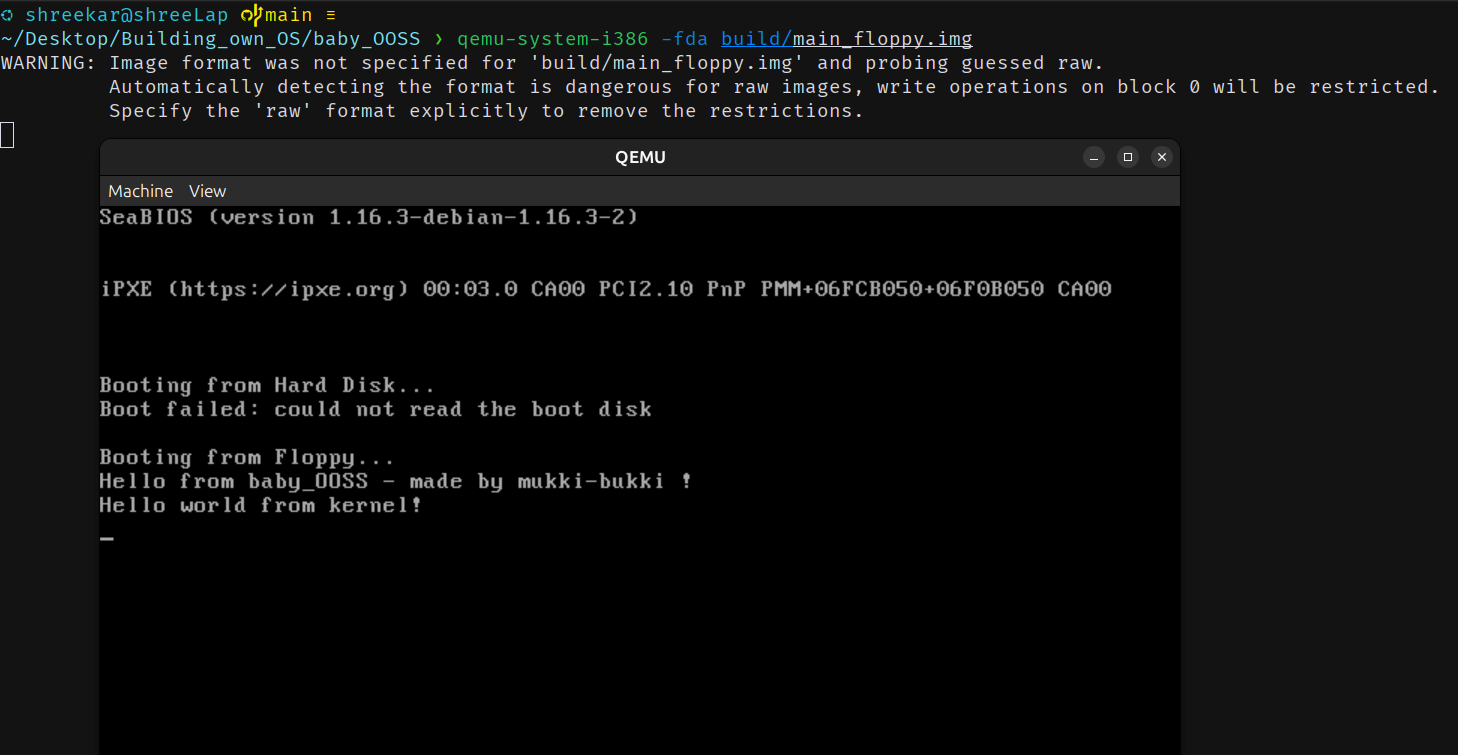 shreekar@shreeLap main ≡
~/Desktop/Building_own_OS/baby_OOSS › qemu-system-i386 -fda build/main_floppy.img
WARNING: Image format was not specified for 'build/main_floppy.img' and probing guessed raw.
Automatically detecting the format is dangerous for raw images, write operations on block 0 will be restricted.
Specify the 'raw' format explicitly to remove the restrictions.
QEMU
Machine View
SeaBIOS (version 1.16.3-debian-1.16.3-2)
iPXE (https://ipxe.org) 00:03.0 CA00 PCI2.10 PnP PMM+06FCB050+06F0B050 CA00
Booting from Hard Disk...
Boot failed: could not read the boot disk
Booting from Floppy...
Hello from baby_OOSS - made by mukki-bukki !
Hello world from kernel!
_